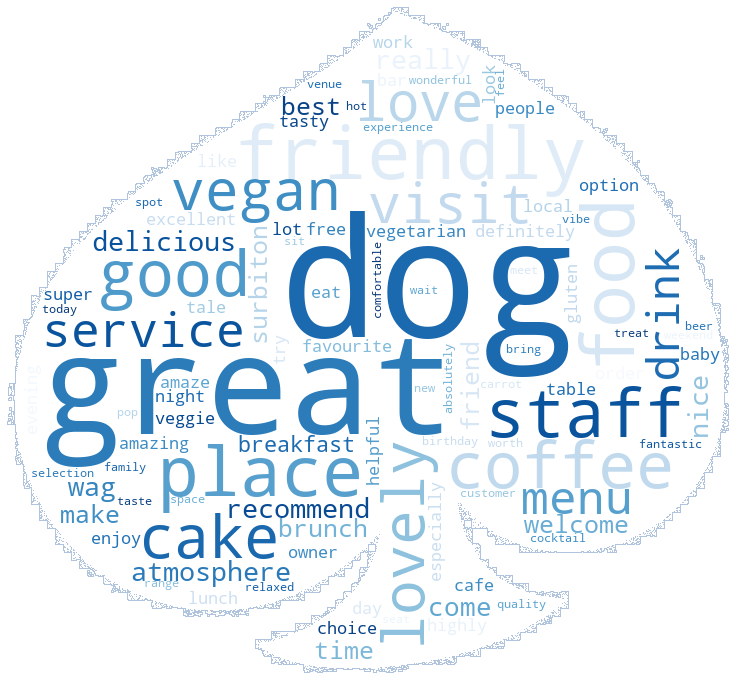 work
really
bar
wonderful
look
feel
venue
love
best
hot
people
tasty
experience
friendly
like
vegan
visit
option
spot
excellent
local
vibe
lot
free
vegetarian
definitely
delicious
surbiton
sit
dog
food
good
comfortable
meet
gluten
drink
super
tale
eat
wait
today
service
great
try
favourite
bring
treat
beer
weekend
baby
amaze
night
veggie
new
absolutely
friend
carrot
order
table
nice
evening
pop
staff
amazing
breakfast
helpful
birthday
worth
fantastic
place
coffee
selection
family
wag
taste
space
lovely
especially
customer
menu
make
recommend
welcome
enjoy
cake
brunch
owner
cocktail
atmosphere
range
relaxed
lunch
cafe
day
seat
come
quality
choice
highly
time